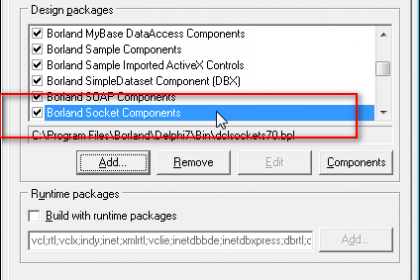 Design packages
Borland MyBase DataAccess Components
Borland Sample Components
Borland Sample Imported ActiveX Controls
Borland SimpleDataset Component (DBX)
Borland SOAP Components
Borland Socket Components
C:\Program Files\Borland\Delphi7\Bin\dclsockets70.bpl
Add... Remove Edit Components
Runtime packages
Build with runtime packages
vcl;rtl;vclx;indy;inet;xmlrtl;vclie;inetdbbde;inetdbxpress;dbrtl;c Add...